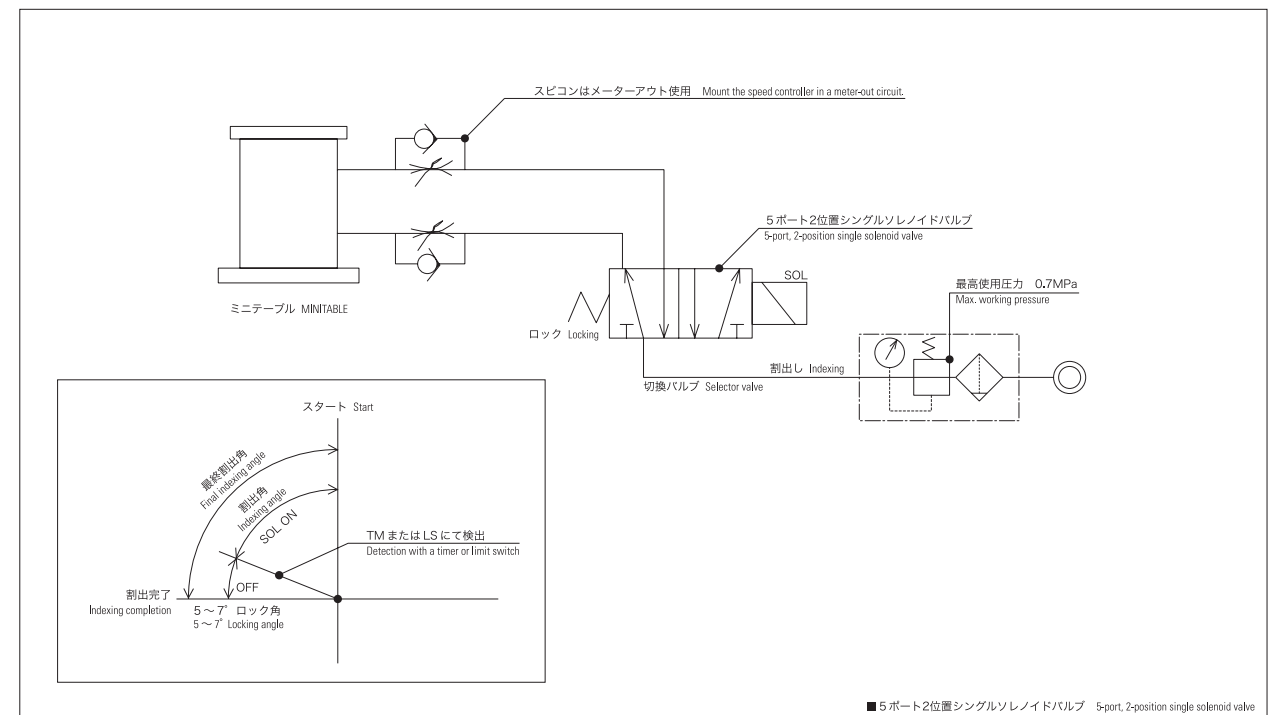 スピコンはメーターアウト使用 Mount the speed controller in a meter-out circuit.
5ポート2位置シングルソレノイドバルブ
5-port, 2-position single solenoid valve
SOL
最高使用圧力 0.7MPa
Max. working pressure
ミニテーブル MINITABLE
ロック Locking
割出し Indexing
切換バルブ Selector valve
スタート Start
最終割出角
Final indexing angle
割出角
Indexing angle
SOL ON
TMまたはLSにて検出
Detection with a timer or limit switch
OFF
割出完了
Indexing completion
5～7° ロック角
5～7° Locking angle
■5ポート2位置シングルソレノイドバルブ 5-port, 2-position single solenoid valve